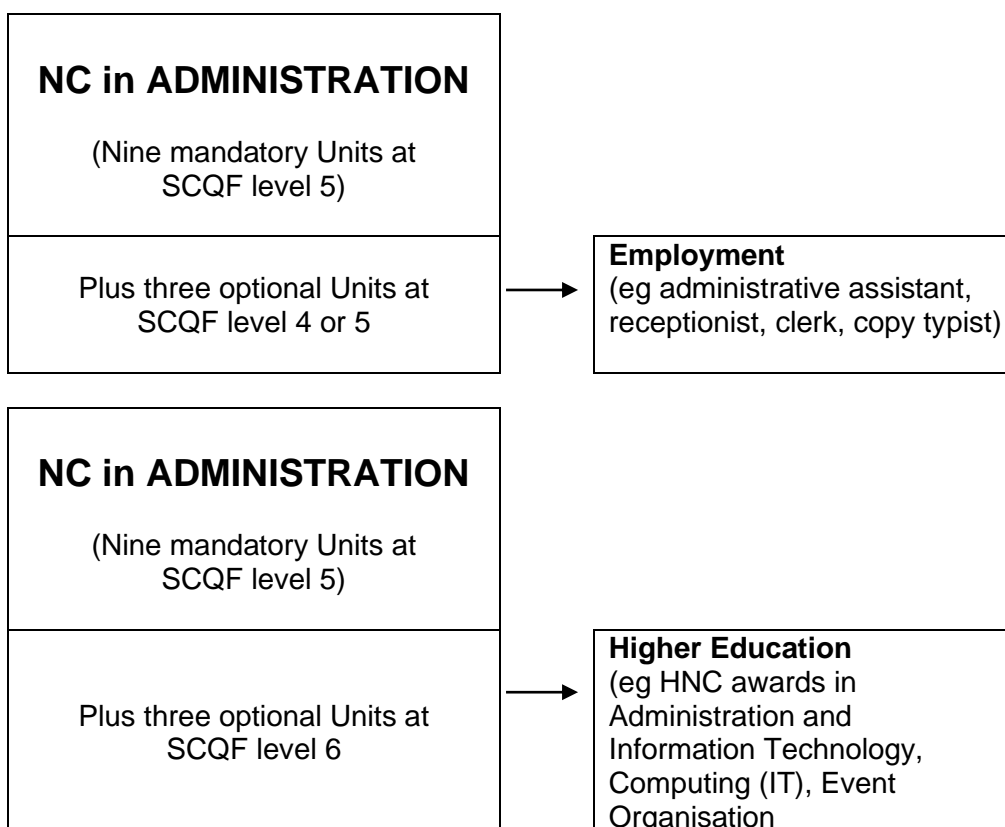 NC in ADMINISTRATION
(Nine mandatory Units at
SCQF level 5)
Plus three optional Units at
SCQF level 4 or 5
Employment
(eg administrative assistant,
receptionist, clerk, copy typist)
NC in ADMINISTRATION
(Nine mandatory Units at
SCQF level 5)
Plus three optional Units at
SCQF level 6
Higher Education
(eg HNC awards in
Administration and
Information Technology,
Computing (IT), Event
Organisation